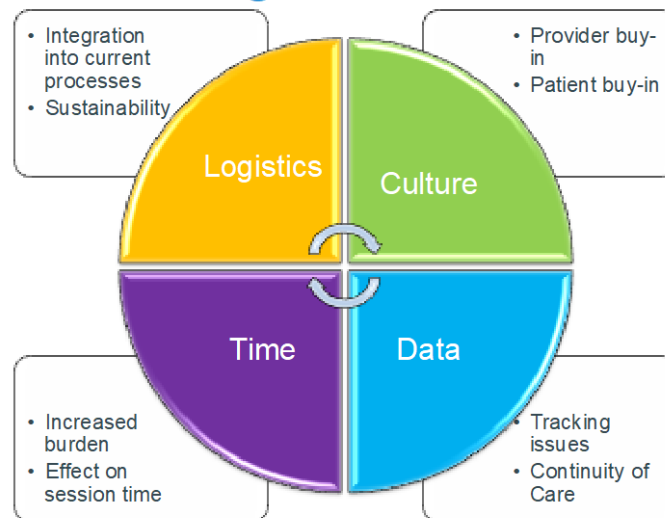 • Integration
into current
processes
• Sustainability
• Provider buy-
in
• Patient buy-in
Logistics
Culture
Time
Data
• Increased
burden
• Effect on
session time
• Tracking
issues
• Continuity of
Care